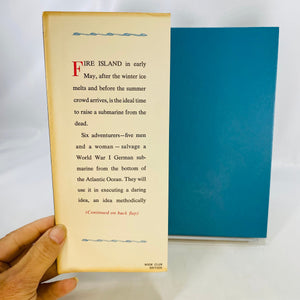 FIRE ISLAND in early
May, after the winter ice
melts and before the summer
crowd arrives, is the ideal time
to raise a submarine from the
dead.
Six adventurers—five men
and a woman—salvage a
World War I German sub-
marine from the bottom of
the Atlantic Ocean. They will
use it in executing a daring
idea, an idea methodically
(Continued on back flap)
BOOK CLUB
EDITION